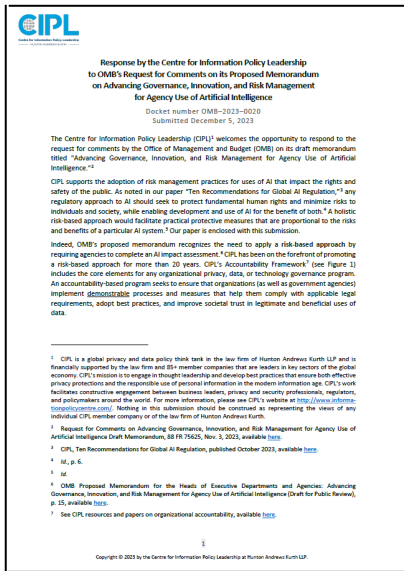 CIPL
Centre for Information Policy Leadership
Response by the Centre for Information Policy Leadership
to OMB's Request for Comments on its Proposed Memorandum
on Advancing Governance, Innovation, and Risk Management
for Agency Use of Artificial Intelligence
Docket number OMB–2023–0020
Submitted December 5, 2023
The Centre for Information Policy Leadership (CIPL)1 welcomes the opportunity to respond to the
request for comments by the Office of Management and Budget (OMB) on its draft memorandum
titled "Advancing Governance, Innovation, and Risk Management for Agency Use of Artificial
Intelligence."2
CIPL supports the adoption of risk management practices for uses of AI that impact the rights and
safety of the public. As noted in our paper "Ten Recommendations for Global AI Regulation,"3 any
regulatory approach to AI should seek to protect fundamental human rights and minimize risks to
individuals and society, while enabling development and use of AI for the benefit of both.4 A holistic
risk-based approach would facilitate practical protective measures that are proportional to the risks
and benefits of a particular AI system.5 Our paper is enclosed with this submission.
Indeed, OMB's proposed memorandum recognizes the need to apply a risk-based approach by
requiring agencies to complete an AI impact assessment.6 CIPL has been on the forefront of promoting
a risk-based approach for more than 20 years. CIPL's Accountability Framework7 (see Figure 1)
includes the core elements for any organizational privacy, data, or technology governance program.
An accountability-based program seeks to ensure that organizations (as well as government agencies)
implement demonstrable processes and measures that help them comply with applicable legal
requirements, adopt best practices, and improve societal trust in legitimate and beneficial uses of
data.
1 CIPL is a global privacy and data policy think tank in the law firm of Hunton Andrews Kurth LLP and is
financially supported by the law firm and 85+ member companies that are leaders in key sectors of the global
economy. CIPL's mission is to engage in thought leadership and develop best practices that ensure both effective
privacy protections and the responsible use of personal information in the modern information age. CIPL's work
facilitates constructive engagement between business leaders, privacy and security professionals, regulators,
and policymakers around the world. For more information, please see CIPL's website at http://www.informa-
tionpolicycentre.com/. Nothing in this submission should be construed as representing the views of any
individual CIPL member company or of the law firm of Hunton Andrews Kurth.
2 Request for Comments on Advancing Governance, Innovation, and Risk Management for Agency Use of
Artificial Intelligence Draft Memorandum, 88 FR 75625, Nov. 3, 2023, available here.
3 CIPL, Ten Recommendations for Global AI Regulation, published October 2023, available here.
4 Id., p. 6.
5 Id.
6 OMB Proposed Memorandum for the Heads of Executive Departments and Agencies: Advancing
Governance, Innovation, and Risk Management for Agency Use of Artificial Intelligence (Draft for Public Review),
p. 15, available here.
7 See CIPL resources and papers on organizational accountability, available here.
1
Copyright © 2023 by the Centre for Information Policy Leadership at Hunton Andrews Kurth LLP.